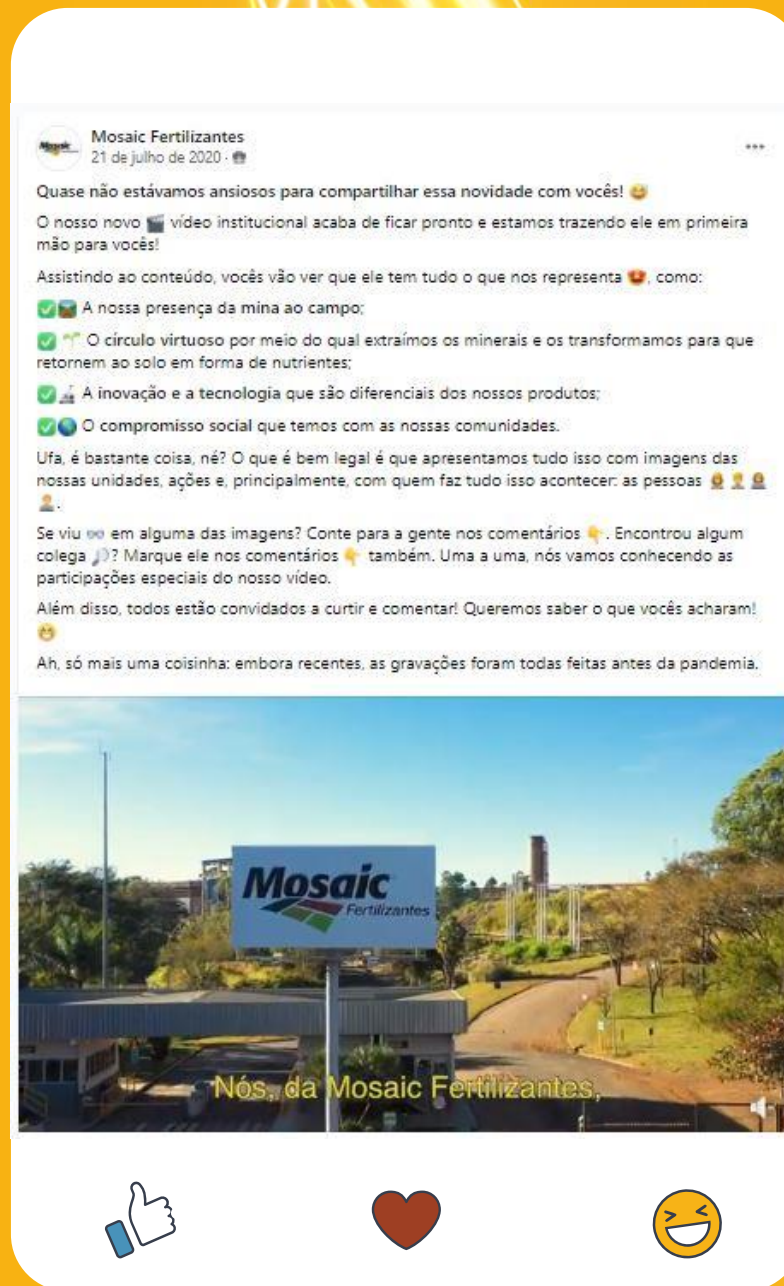 Mosaic Fertilizantes
21 de julho de 2020 ·
Quase não estávamos ansiosos para compartilhar essa novidade com vocês! 😅
O nosso novo 🎬 vídeo institucional acaba de ficar pronto e estamos trazendo ele em primeira
mão para vocês!
Assistindo ao conteúdo, vocês vão ver que ele tem tudo o que nos representa 🤩, como:
✅🏞 A nossa presença da mina ao campo;
✅🌱 O círculo virtuoso por meio do qual extraímos os minerais e os transformamos para que
retornem ao solo em forma de nutrientes;
✅🔬 A inovação e a tecnologia que são diferenciais dos nossos produtos;
✅🌎 O compromisso social que temos com as nossas comunidades.
Ufa, é bastante coisa, né? O que é bem legal é que apresentamos tudo isso com imagens das
nossas unidades, ações e, principalmente, com quem faz tudo isso acontecer: as pessoas
.
Se viu 👓 em alguma das imagens? Conte para a gente nos comentários 👇. Encontrou algum
colega 🔎? Marque ele nos comentários 👇 também. Uma a uma, nós vamos conhecendo as
participações especiais do nosso vídeo.
Além disso, todos estão convidados a curtir e comentar! Queremos saber o que vocês acharam!
😁
Ah, só mais uma coisinha: embora recentes, as gravações foram todas feitas antes da pandemia.
Mosaic
Fertilizantes
Nós, da Mosaic Fertilizantes,